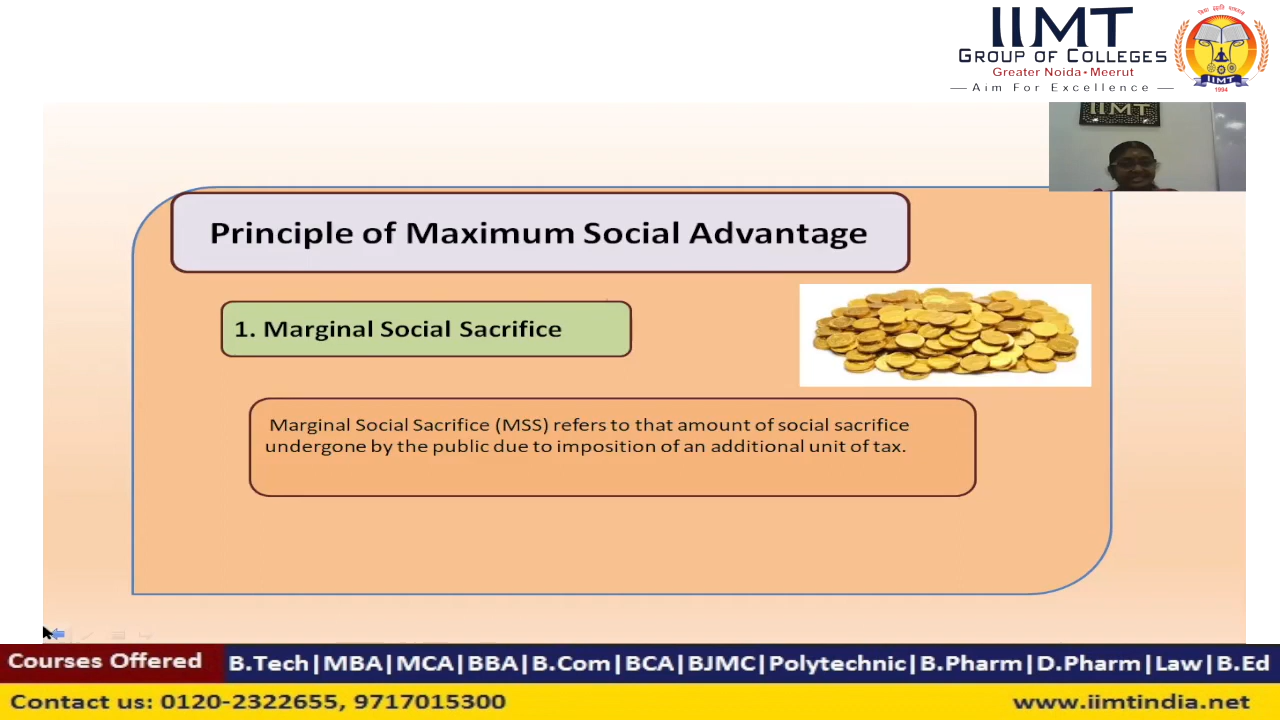 IIMT
GROUP OF COLLEGES
Greater Noida • Meerut
Aim For Excellence
IIMT
1994
IIMT
Principle of Maximum Social Advantage
1. Marginal Social Sacrifice
Marginal Social Sacrifice (MSS) refers to that amount of social sacrifice
undergone by the public due to imposition of an additional unit of tax.
Courses Offered B.Tech|MBA|MCA|BBA|B.Com|BCA|BJMC|Polytechnic|B.Pharm|D.Pharm|Law|B.Ed
Contact us: 0120-2322655, 9717015300 www.iimtindia.net